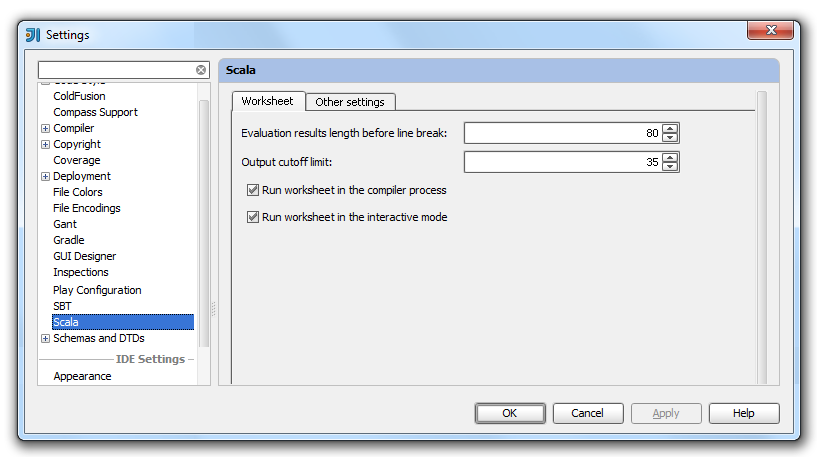 Settings
Scala
ColdFusion
Compass Support
Compiler
Copyright
Coverage
Deployment
File Colors
File Encodings
Gant
Gradle
GUI Designer
Inspections
Play Configuration
SBT
Scala
Schemas and DTDs
IDE Settings
Appearance
Worksheet
Other settings
Evaluation results length before line break: 80
Output cutoff limit: 35
Run worksheet in the compiler process
Run worksheet in the interactive mode
OK
Cancel
Apply
Help